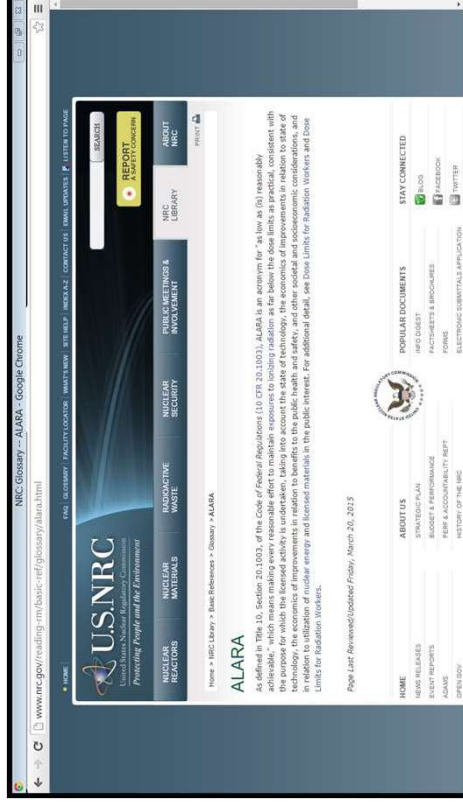 NRC Glossary -- ALARA - Google Chrome
www.nrc.gov/reading-rm/basic-ref/glossary/alara.html
HOME
FAQ | GLOSSARY | FACILITY LOCATOR | WHAT'S NEW | SITE HELP | INDEX A-Z | CONTACT US | EMAIL UPDATES | LISTEN TO PAGE
U.S.NRC
United States Nuclear Regulatory Commission
Protecting People and the Environment
SEARCH
REPORT
A SAFETY CONCERN
NUCLEAR REACTORS
NUCLEAR MATERIALS
RADIOACTIVE WASTE
NUCLEAR SECURITY
PUBLIC MEETINGS & INVOLVEMENT
NRC LIBRARY
ABOUT NRC
PRINT
Home > NRC Library > Basic References > Glossary > ALARA
ALARA
As defined in Title 10, Section 20.1003, of the Code of Federal Regulations (10 CFR 20.1003), ALARA is an acronym for "as low as (is) reasonably
achievable," which means making every reasonable effort to maintain exposures to ionizing radiation as far below the dose limits as practical, consistent with
the purpose for which the licensed activity is undertaken, taking into account the state of technology, the economics of improvements in relation to state of
technology, the economics of improvements in relation to benefits to the public health and safety, and other societal and socioeconomic considerations, and
in relation to utilization of nuclear energy and licensed materials in the public interest. For additional detail, see Dose Limits for Radiation Workers and Dose
Limits for Radiation Workers.
Page Last Reviewed/Updated Friday, March 20, 2015
HOME
NEWS RELEASES
EVENT REPORTS
ADAMS
OPEN GOV
ABOUT US
STRATEGIC PLAN
BUDGET & PERFORMANCE
PERF & ACCOUNTABILITY REPT
HISTORY OF THE NRC
POPULAR DOCUMENTS
INFO DIGEST
FACTSHEETS & BROCHURES
FORMS
ELECTRONIC SUBMITTALS APPLICATION
STAY CONNECTED
BLOG
FACEBOOK
TWITTER